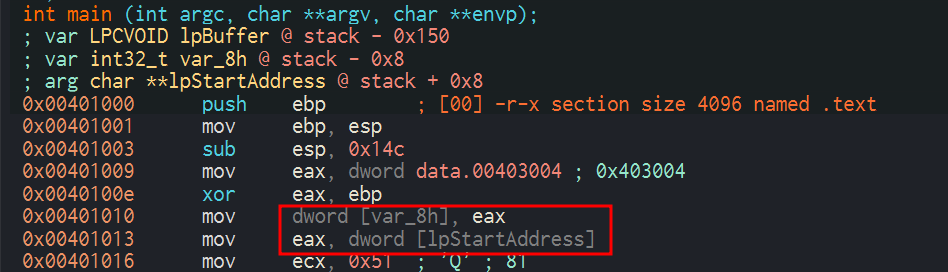 int main (int argc, char **argv, char **envp);
; var LPCVOID lpBuffer @ stack - 0x150
; var int32_t var_8h @ stack - 0x8
; arg char **lpStartAddress @ stack + 0x8
0x00401000 push ebp ; [00] -r-x section size 4096 named .text
0x00401001 mov ebp, esp
0x00401003 sub esp, 0x14c
0x00401009 mov eax, dword data.00403004 ; 0x403004
0x0040100e xor eax, ebp
0x00401010 mov dword [var_8h], eax
0x00401013 mov eax, dword [lpStartAddress]
0x00401016 mov ecx, 0x51 ; 'Q' ; 81